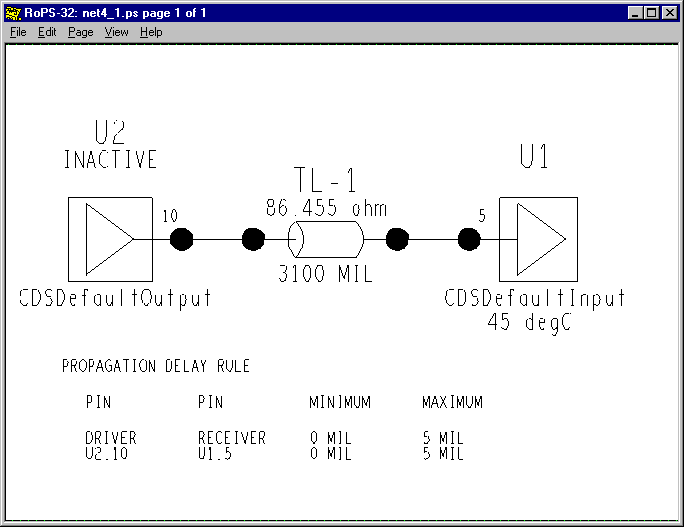 RoPS-32: net4_1.ps page 1 of 1
File Edit Page View Help
U2
INACTIVE
U1
TL-1
86.455 ohm
10
5
3100 MIL
CDSDefaultOutput
CDSDefaultInput
45 degC
PROPAGATION DELAY RULE
PIN PIN MINIMUM MAXIMUM
DRIVER RECEIVER 0 MIL 5 MIL
U2.10 U1.5 0 MIL 5 MIL